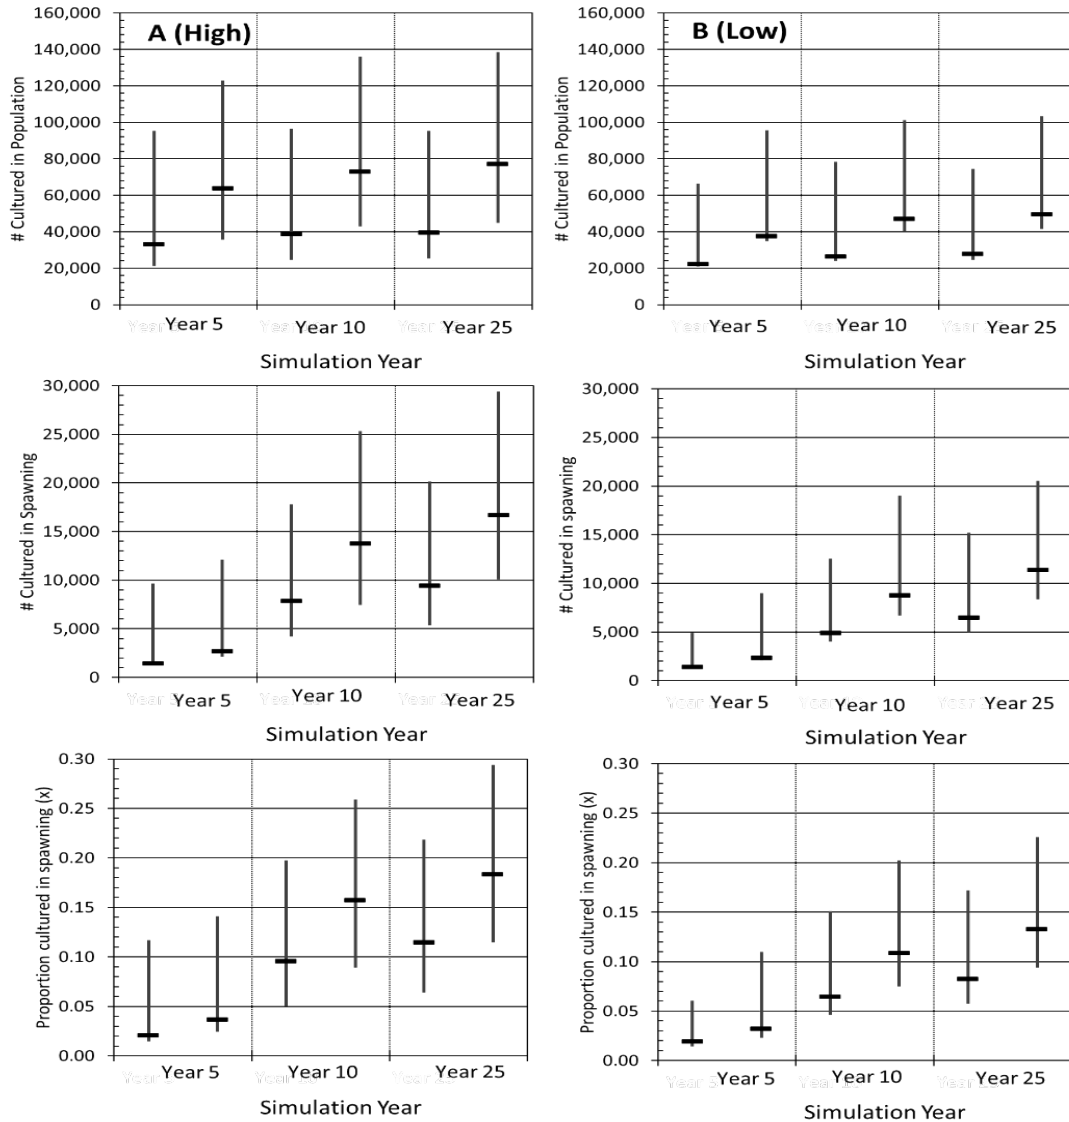 A (High)
# Cultured in Population
160,000
140,000
120,000
100,000
80,000
60,000
40,000
20,000
0
Year 5
Year 10
Year 25
Simulation Year
B (Low)
# Cultured in Population
160,000
140,000
120,000
100,000
80,000
60,000
40,000
20,000
0
Year 5
Year 10
Year 25
Simulation Year
# Cultured in Spawning
30,000
25,000
20,000
15,000
10,000
5,000
0
Year 5
Year 10
Year 25
Simulation Year
# Cultured in spawning
30,000
25,000
20,000
15,000
10,000
5,000
0
Year 5
Year 10
Year 25
Simulation Year
Proportion cultured in spawning (x)
0.30
0.25
0.20
0.15
0.10
0.05
0.00
Year 5
Year 10
Year 25
Simulation Year
Proportion cultured in spawning (x)
0.30
0.25
0.20
0.15
0.10
0.05
0.00
Year 5
Year 10
Year 25
Simulation Year